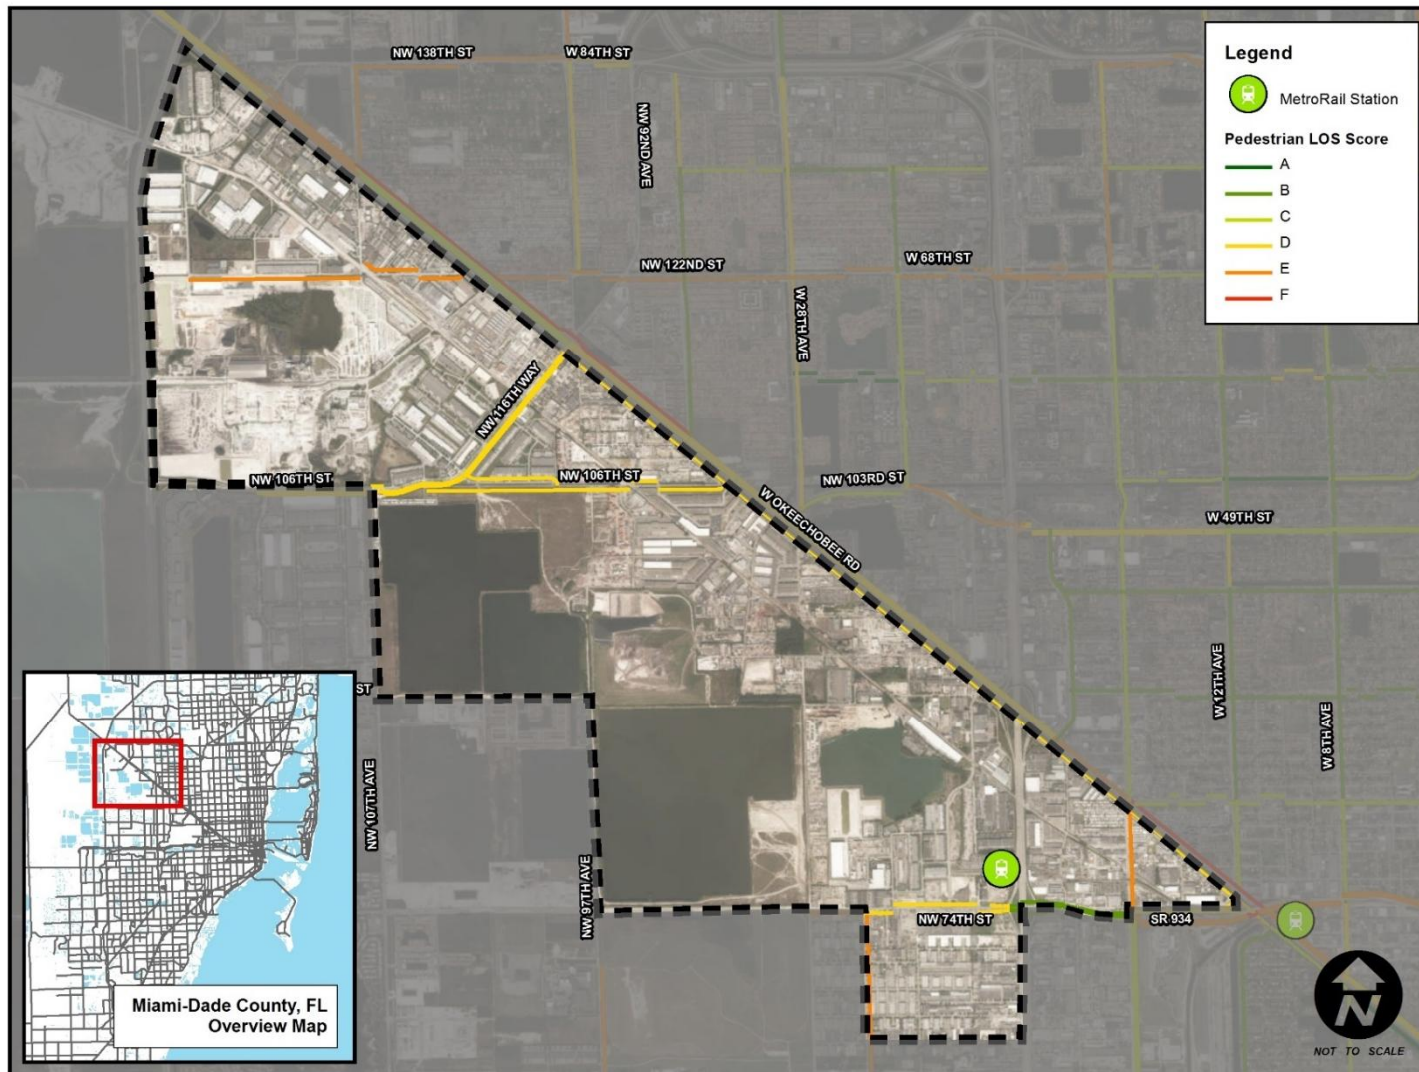 NW 138TH ST
W 84TH ST
NW 92ND AVE
NW 122ND ST
W 68TH ST
W 28TH AVE
NW 116TH WAY
NW 106TH ST
NW 106TH ST
NW 103RD ST
W OKEECHOBEE RD
W 49TH ST
W 12TH AVE
W 8TH AVE
ST
NW 107TH AVE
NW 97TH AVE
NW 74TH ST
SR 934
Legend
MetroRail Station
Pedestrian LOS Score
A
B
C
D
E
F
Miami-Dade County, FL
Overview Map
N
NOT TO SCALE